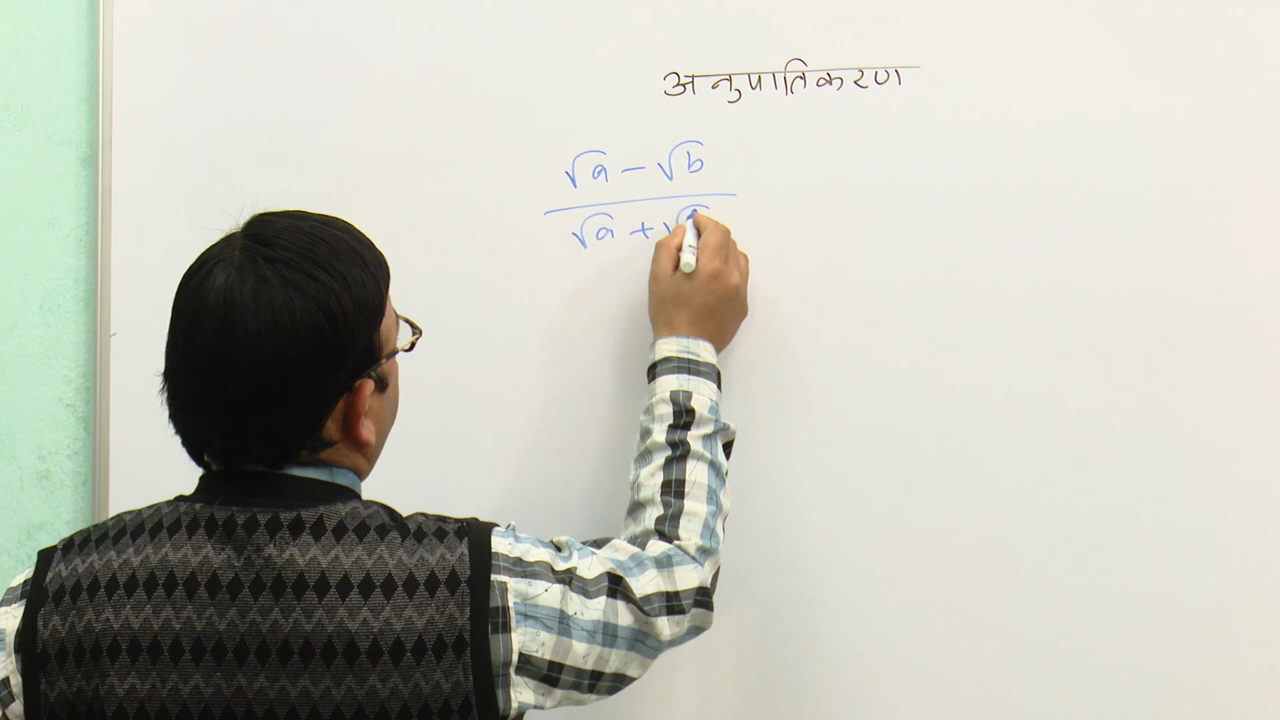 अनुपातिकरण
√a − √b
√a + √